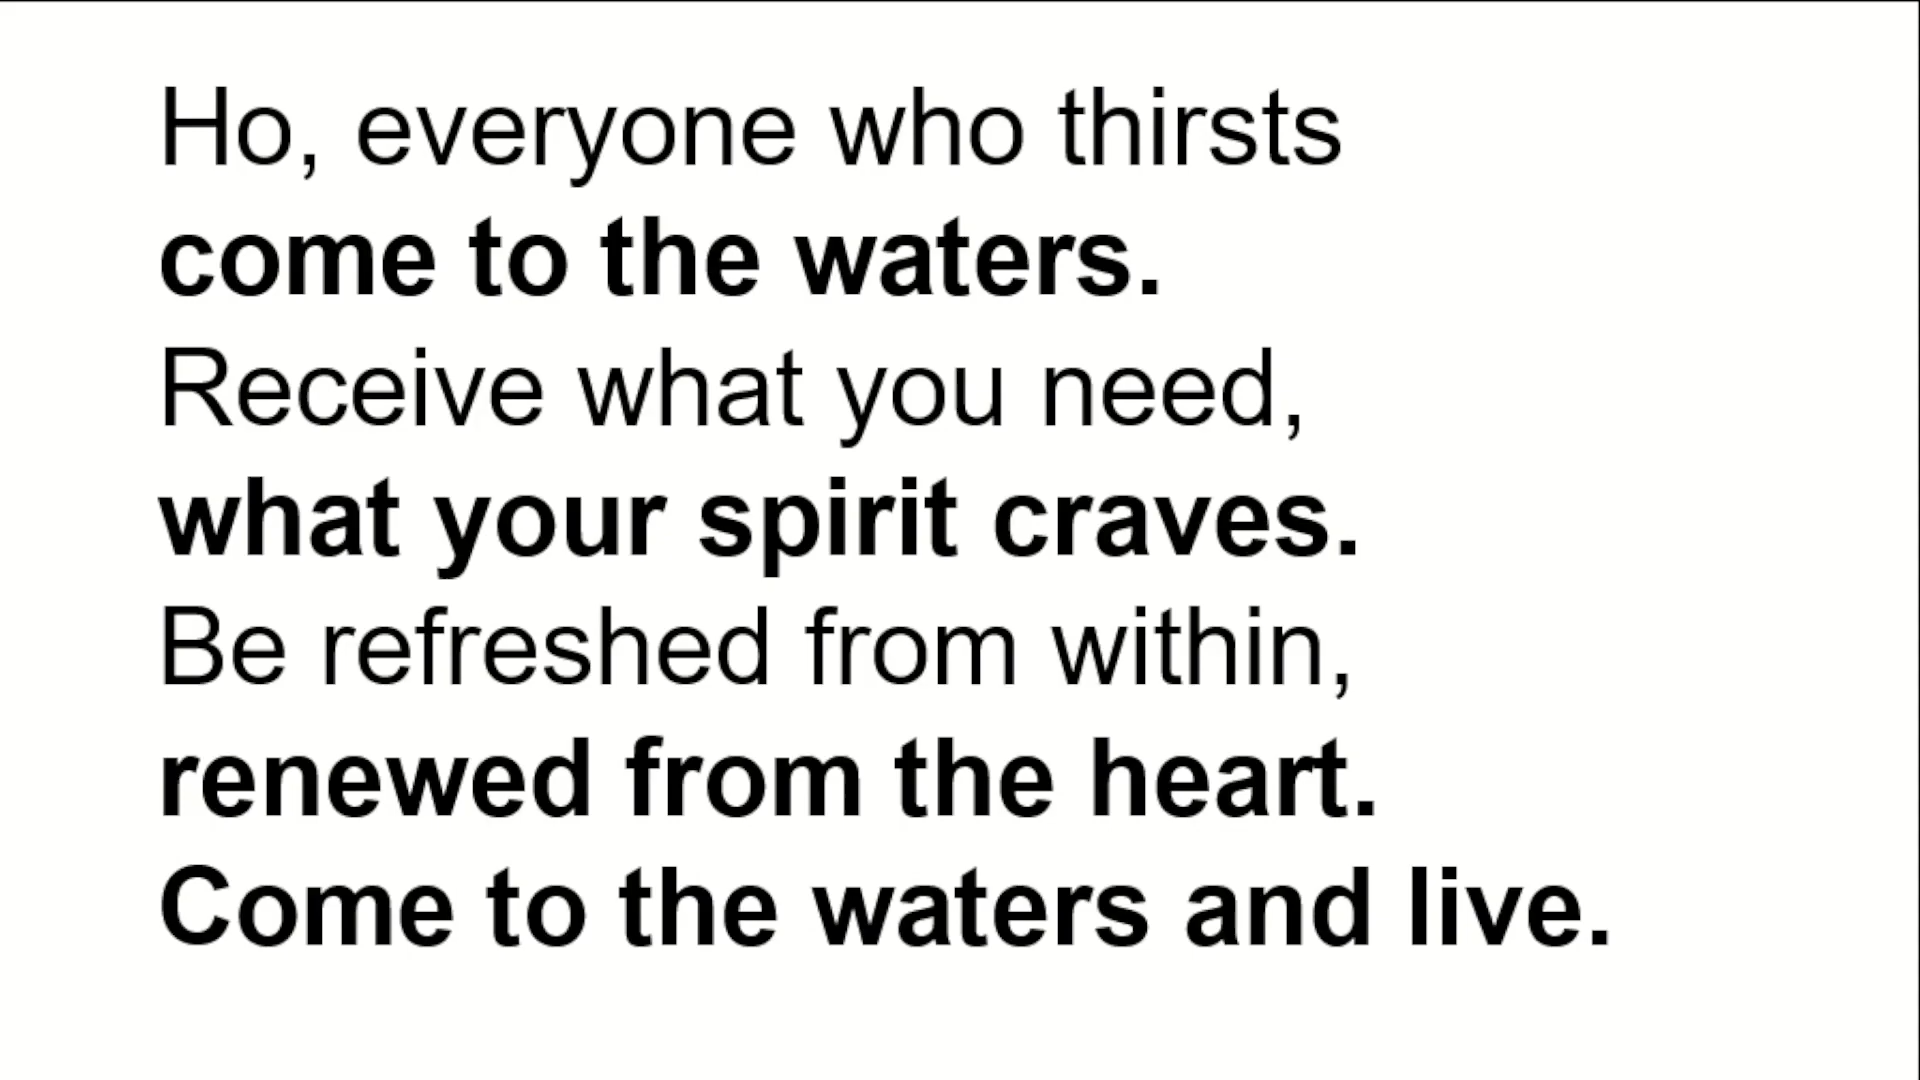 Ho, everyone who thirsts
come to the waters.
Receive what you need,
what your spirit craves.
Be refreshed from within,
renewed from the heart.
Come to the waters and live.